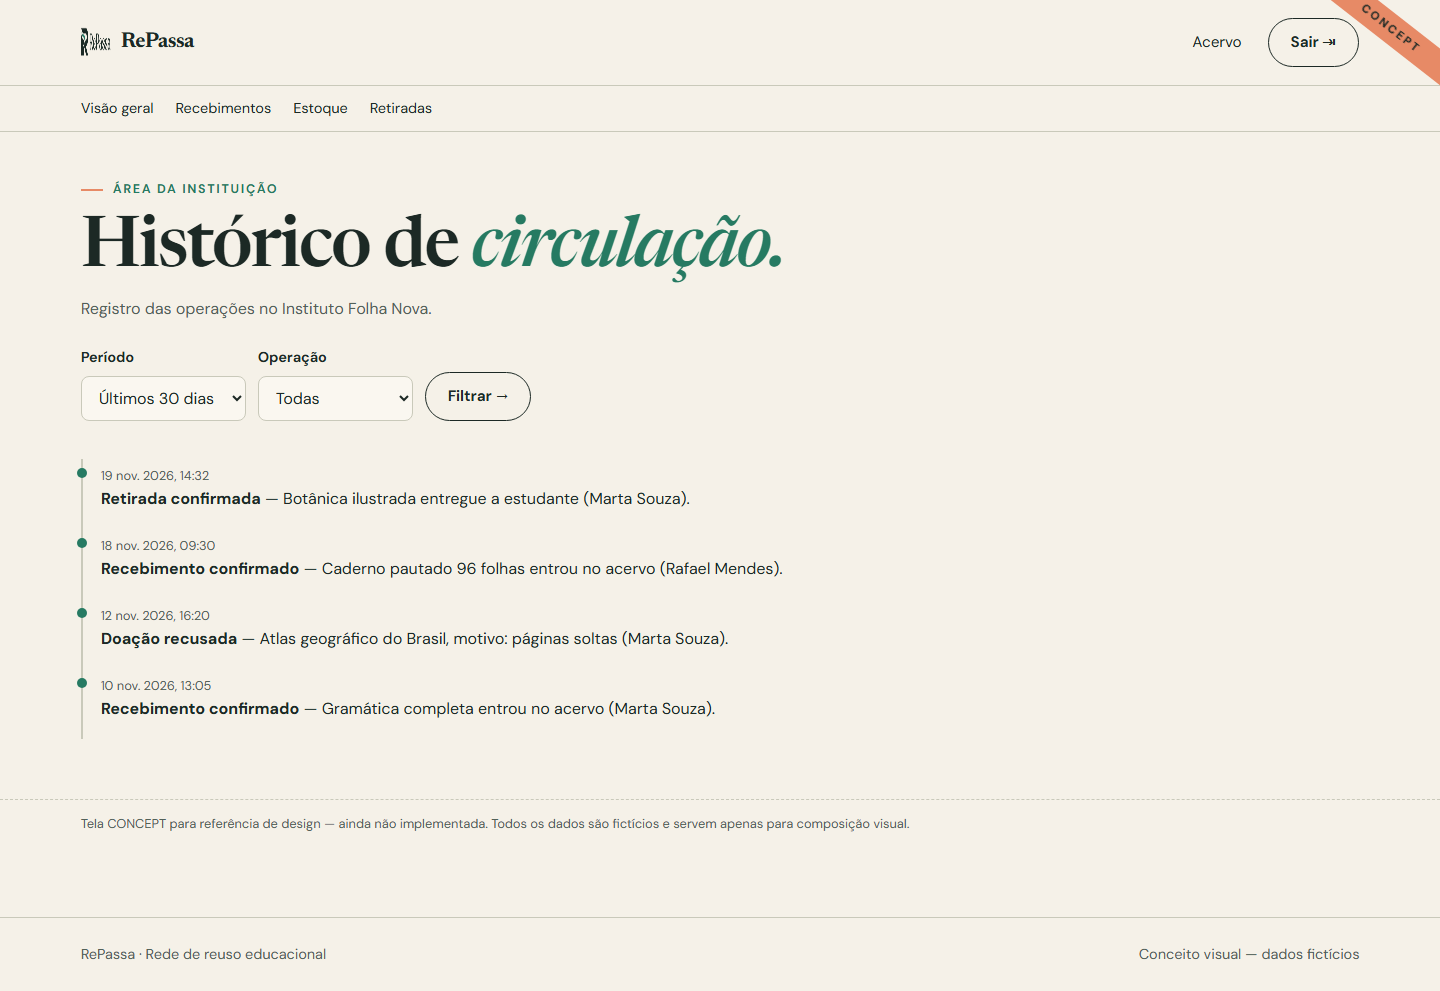 RePassa
Acervo
Sair ⇥
CONCEPT
Visão geral
Recebimentos
Estoque
Retiradas
ÁREA DA INSTITUIÇÃO
Histórico de circulação.
Registro das operações no Instituto Folha Nova.
Período
Operação
Últimos 30 dias
Todas
Filtrar →
19 nov. 2026, 14:32
Retirada confirmada — Botânica ilustrada entregue a estudante (Marta Souza).
18 nov. 2026, 09:30
Recebimento confirmado — Caderno pautado 96 folhas entrou no acervo (Rafael Mendes).
12 nov. 2026, 16:20
Doação recusada — Atlas geográfico do Brasil, motivo: páginas soltas (Marta Souza).
10 nov. 2026, 13:05
Recebimento confirmado — Gramática completa entrou no acervo (Marta Souza).
Tela CONCEPT para referência de design — ainda não implementada. Todos os dados são fictícios e servem apenas para composição visual.
RePassa · Rede de reuso educacional
Conceito visual — dados fictícios